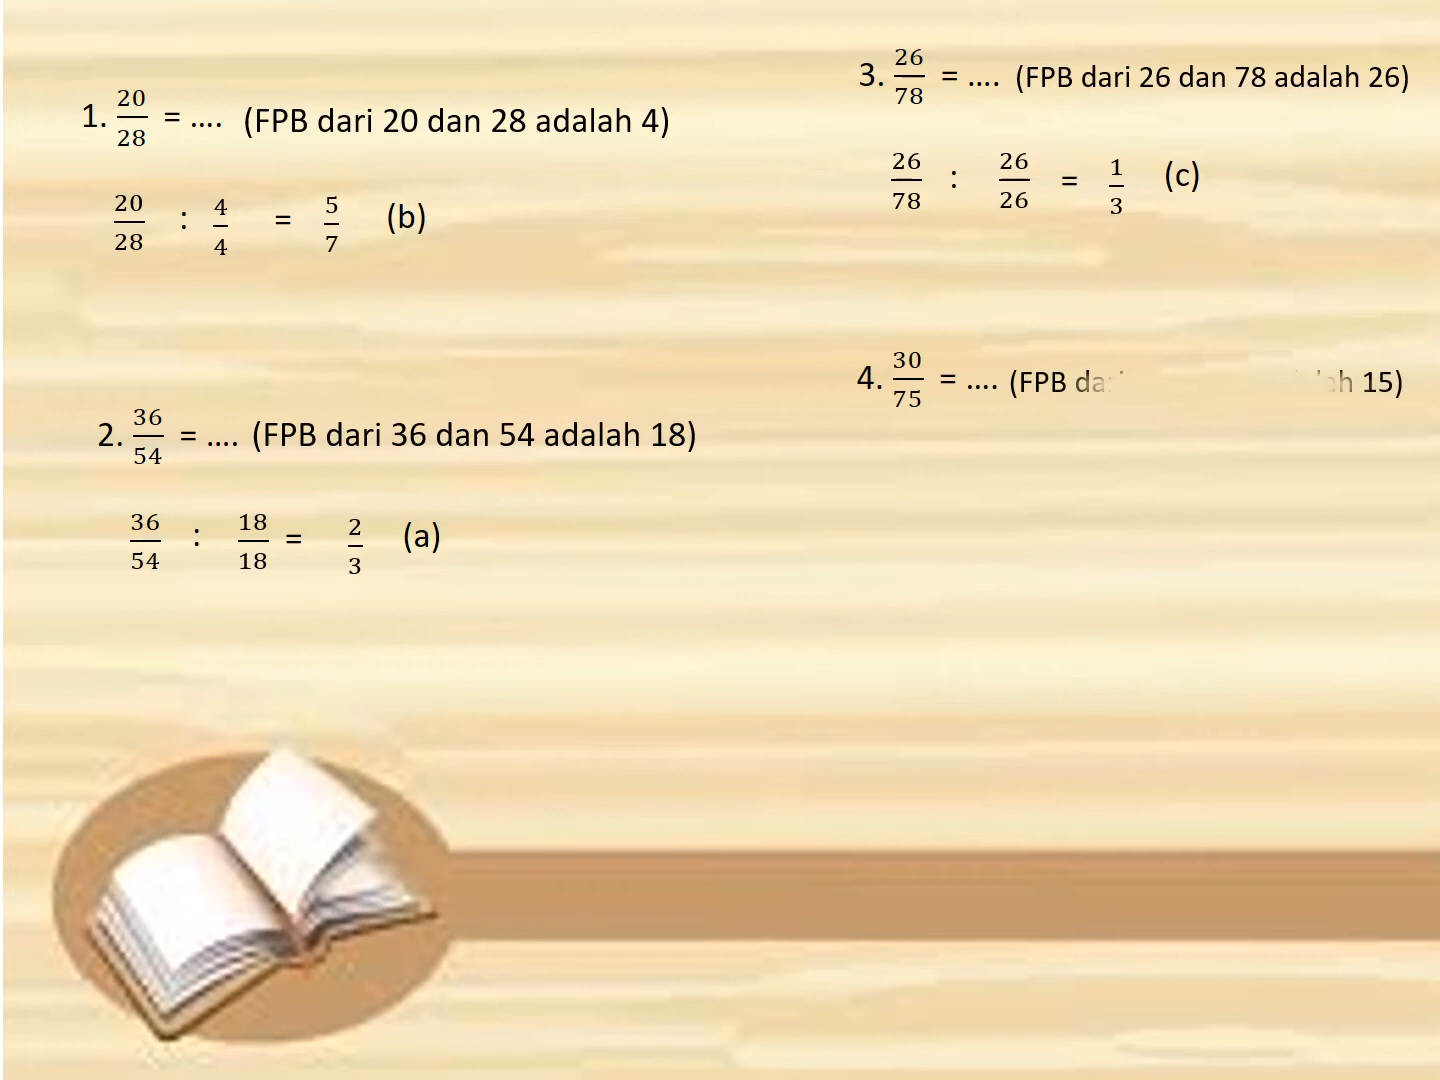 1. 20/28 = .... (FPB dari 20 dan 28 adalah 4)
20/28 : 4/4 = 5/7 (b)
2. 36/54 = .... (FPB dari 36 dan 54 adalah 18)
36/54 : 18/18 = 2/3 (a)
3. 26/78 = .... (FPB dari 26 dan 78 adalah 26)
26/78 : 26/26 = 1/3 (c)
4. 30/75 = .... (FPB 15)